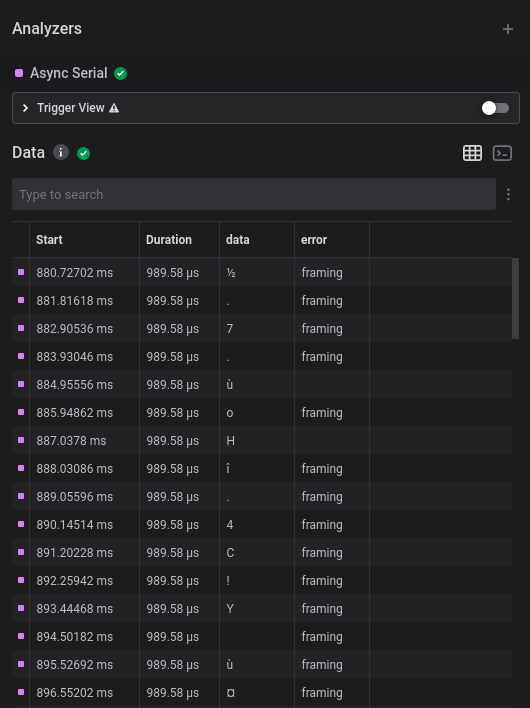 Analyzers
Async Serial
Trigger View
Data
Type to search
Start Duration data error
880.72702 ms 989.58 µs ½ framing
881.81618 ms 989.58 µs . framing
882.90536 ms 989.58 µs 7 framing
883.93046 ms 989.58 µs . framing
884.95556 ms 989.58 µs ù
885.94862 ms 989.58 µs o framing
887.0378 ms 989.58 µs H
888.03086 ms 989.58 µs î framing
889.05596 ms 989.58 µs . framing
890.14514 ms 989.58 µs 4 framing
891.20228 ms 989.58 µs C framing
892.25942 ms 989.58 µs ! framing
893.44468 ms 989.58 µs Y framing
894.50182 ms 989.58 µs framing
895.52692 ms 989.58 µs ù framing
896.55202 ms 989.58 µs ¤ framing